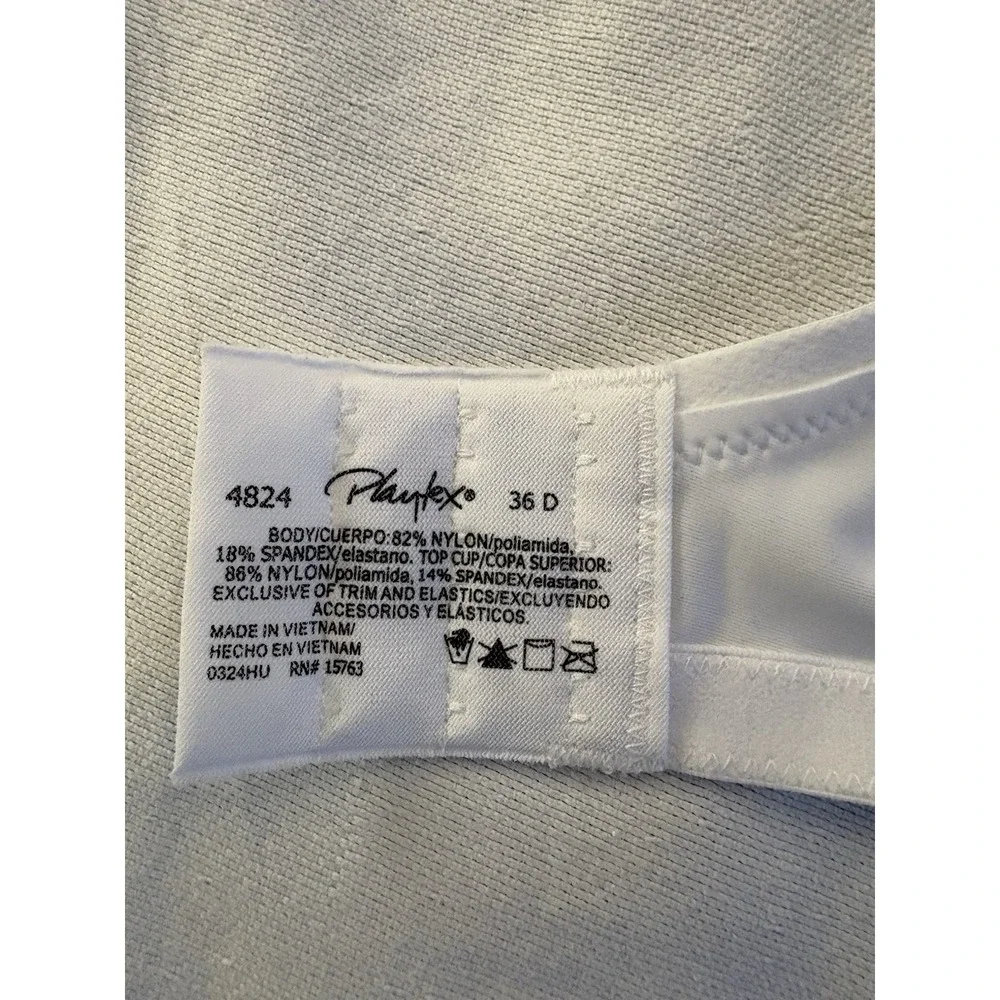 4824 Playtex® 36 D
BODY/CUERPO:82% NYLON/poliamida,
18% SPANDEX/elastano. TOP CUP/COPA SUPERIOR:
86% NYLON/poliamida, 14% SPANDEX/elastano.
EXCLUSIVE OF TRIM AND ELASTICS/EXCLUYENDO
ACCESORIOS Y ELÁSTICOS.
MADE IN VIETNAM/
HECHO EN VIETNAM
0324HU RN# 15763